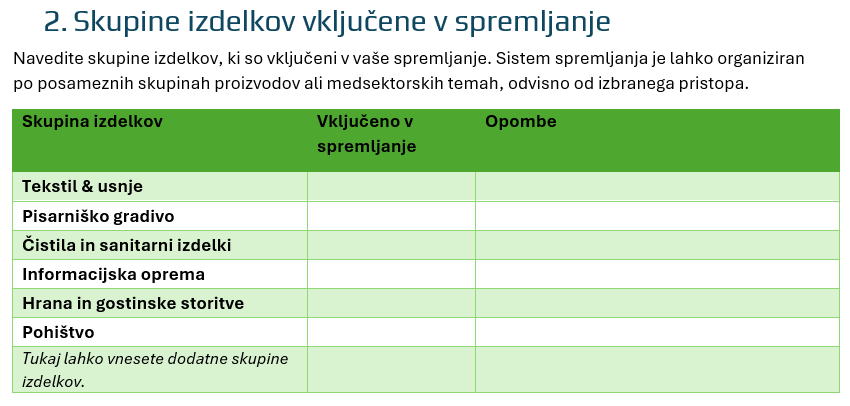 2. Skupine izdelkov vključene v spremljanje
Navedite skupine izdelkov, ki so vključeni v vaše spremljanje. Sistem spremljanja je lahko organiziran
po posameznih skupinah proizvodov ali medsektorskih temah, odvisno od izbranega pristopa.
Skupina izdelkov
Vključeno v
spremljanje
Opombe
Tekstil & usnje
Pisarniško gradivo
Čistila in sanitarni izdelki
Informacijska oprema
Hrana in gostinske storitve
Pohištvo
Tukaj lahko vnesete dodatne skupine
izdelkov.